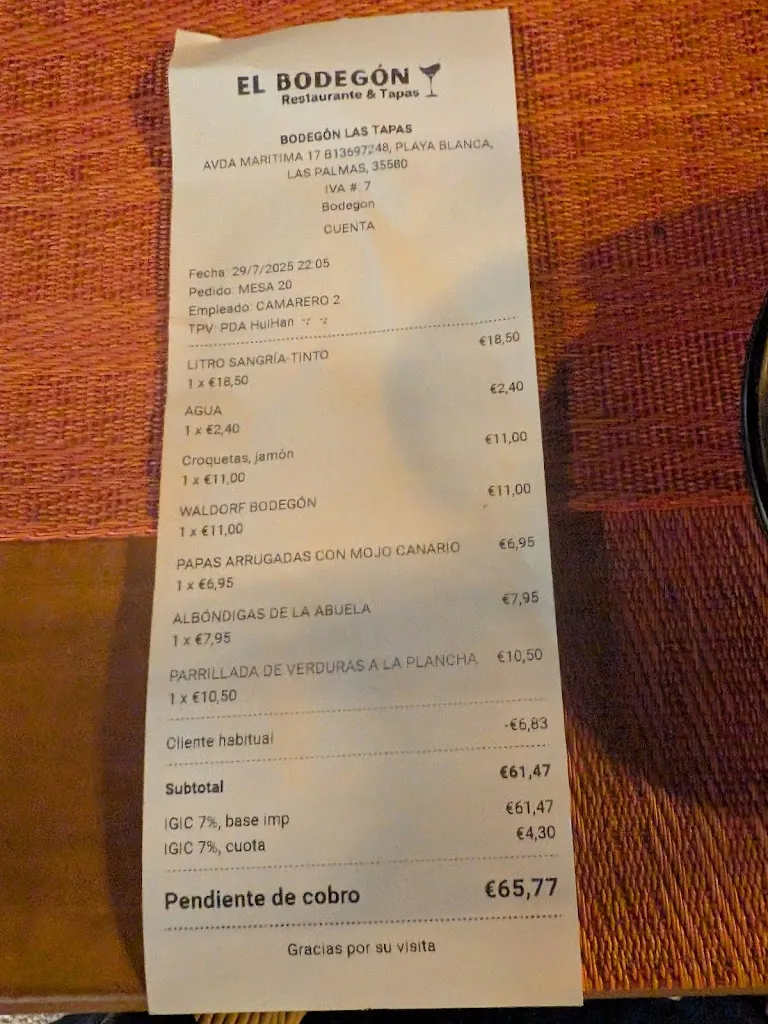 EL BODEGÓN
Restaurante & Tapas
BODEGÓN LAS TAPAS
AVDA MARITIMA 17 B13697248, PLAYA BLANCA,
LAS PALMAS, 35580
IVA #: 7
Bodegon
CUENTA
Fecha: 29/7/2025 22:05
Pedido: MESA 20
Empleado: CAMARERO 2
TPV: PDA HuiHan
LITRO SANGRÍA-TINTO €18,50
1 x €18,50
AGUA €2,40
1 x €2,40
Croquetas, jamón €11,00
1 x €11,00
WALDORF BODEGÓN €11,00
1 x €11,00
PAPAS ARRUGADAS CON MOJO CANARIO €6,95
1 x €6,95
ALBÓNDIGAS DE LA ABUELA €7,95
1 x €7,95
PARRILLADA DE VERDURAS A LA PLANCHA €10,50
1 x €10,50
Cliente habitual -€6,83
Subtotal €61,47
IGIC 7%, base imp €61,47
IGIC 7%, cuota €4,30
Pendiente de cobro €65,77
Gracias por su visita